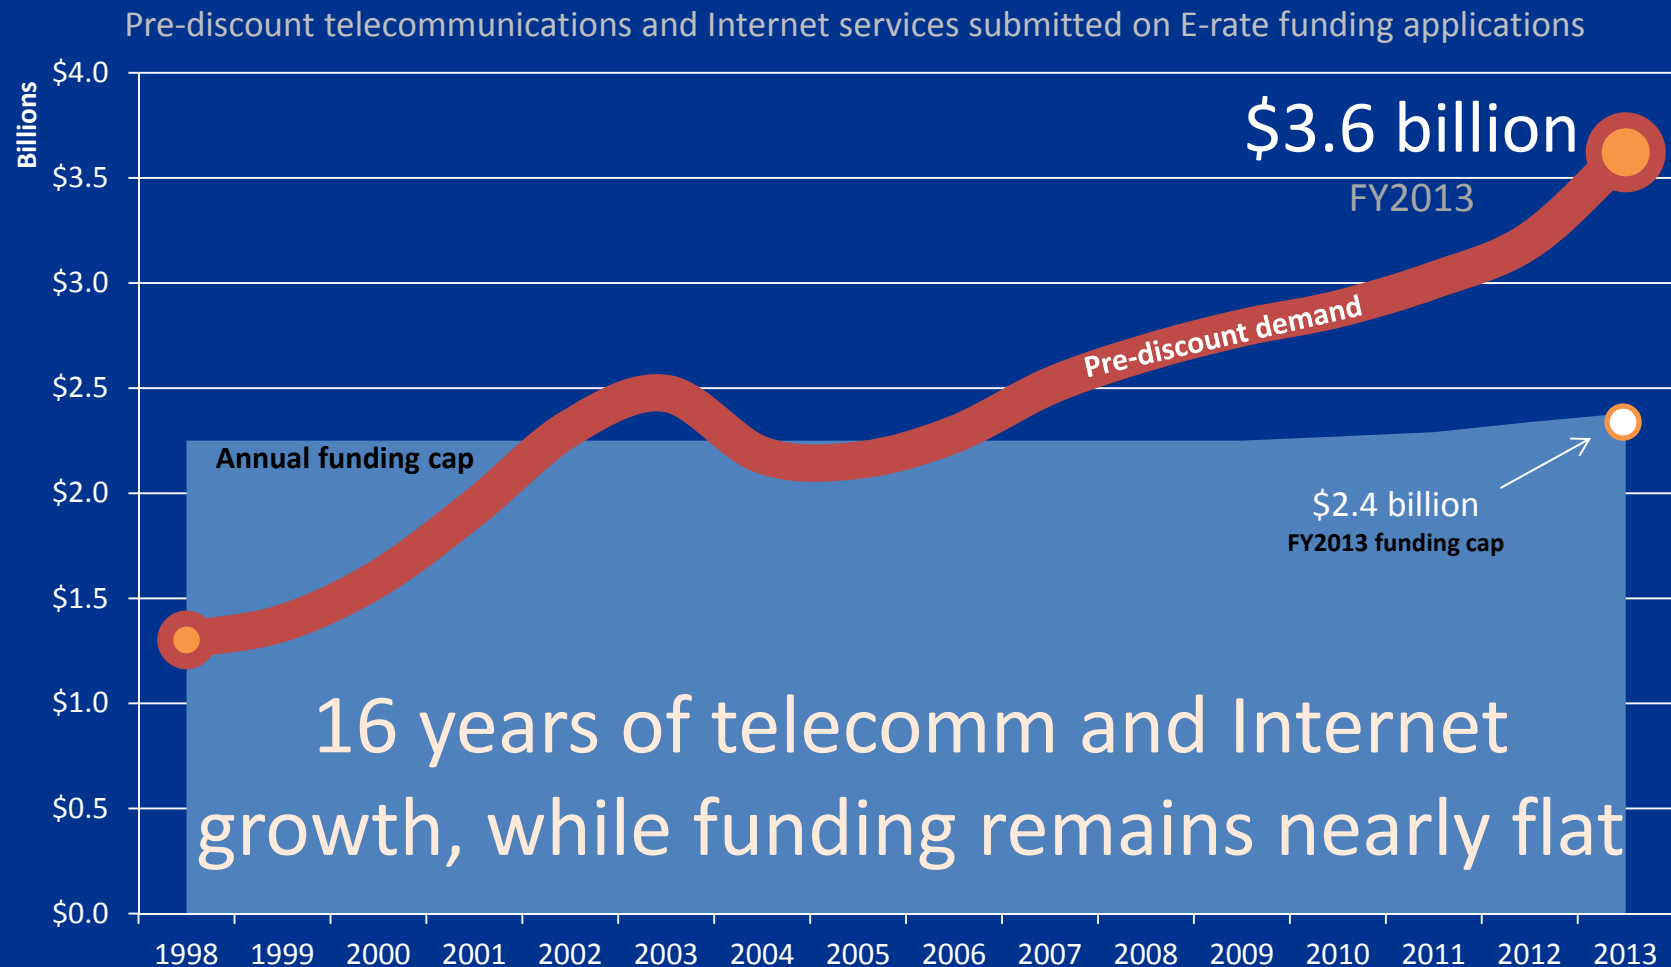 Pre-discount telecommunications and Internet services submitted on E-rate funding applications
Billions
$4.0
$3.5
$3.0
$2.5
$2.0
$1.5
$1.0
$0.5
$0.0
$3.6 billion
FY2013
Pre-discount demand
Annual funding cap
$2.4 billion
FY2013 funding cap
16 years of telecomm and Internet
growth, while funding remains nearly flat
1998 1999 2000 2001 2002 2003 2004 2005 2006 2007 2008 2009 2010 2011 2012 2013